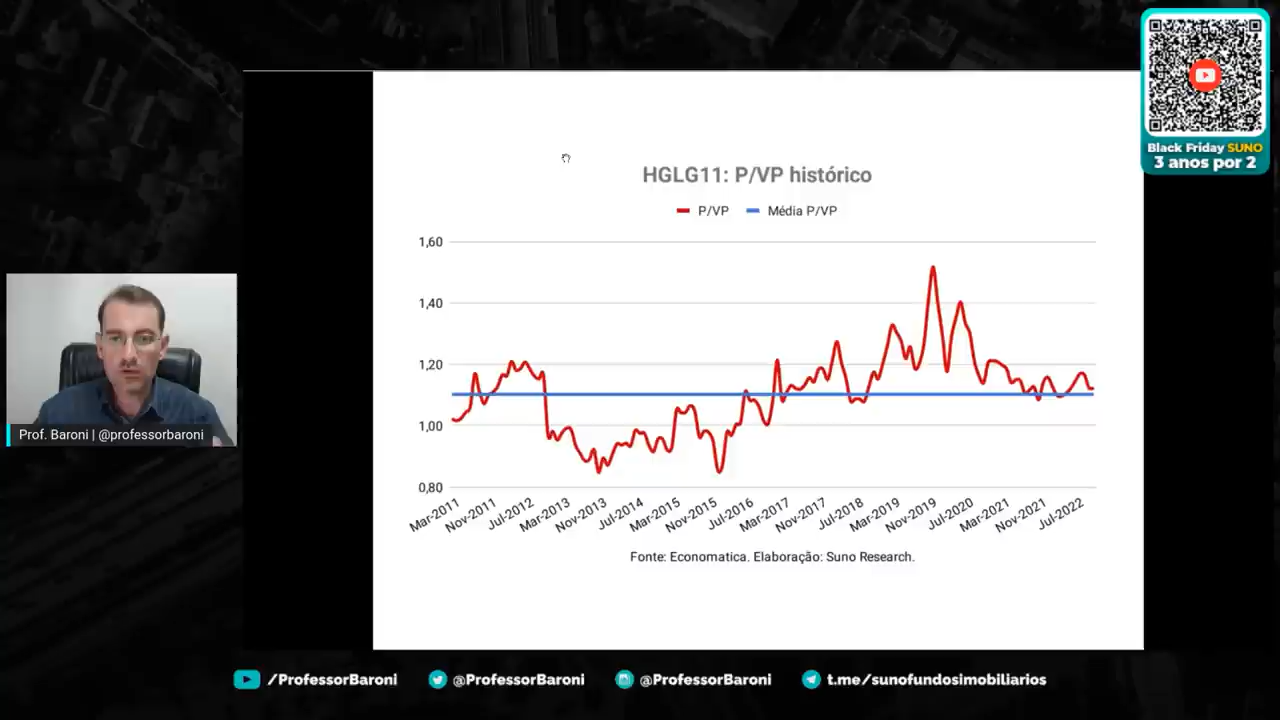 Black Friday SUNO
3 anos por 2
HGLG11: P/VP histórico
P/VP
Média P/VP
1,60
1,40
1,20
1,00
0,80
Mar-2011
Nov-2011
Jul-2012
Mar-2013
Nov-2013
Jul-2014
Mar-2015
Nov-2015
Jul-2016
Mar-2017
Nov-2017
Jul-2018
Mar-2019
Nov-2019
Jul-2020
Mar-2021
Nov-2021
Jul-2022
Fonte: Economatica. Elaboração: Suno Research.
Prof. Baroni | @professorbaroni
/ProfessorBaroni
@ProfessorBaroni
@ProfessorBaroni
t.me/sunofundosimobiliarios